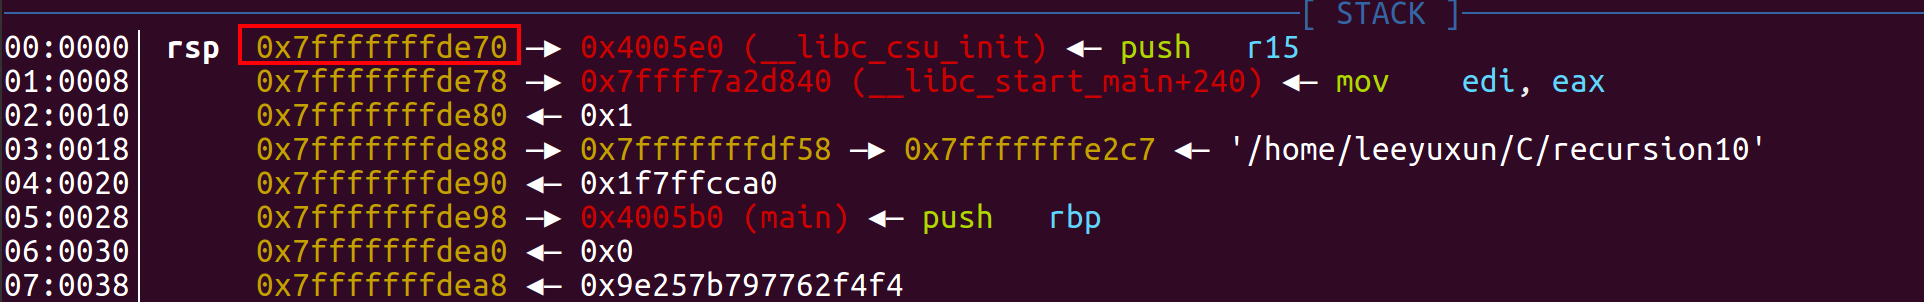 [ STACK ]
00:0000│ rsp 0x7fffffffde70 —▸ 0x4005e0 (__libc_csu_init) ◂— push r15
01:0008│ 0x7fffffffde78 —▸ 0x7ffff7a2d840 (__libc_start_main+240) ◂— mov edi, eax
02:0010│ 0x7fffffffde80 ◂— 0x1
03:0018│ 0x7fffffffde88 —▸ 0x7fffffffdf58 —▸ 0x7fffffffe2c7 ◂— '/home/leeyuxun/C/recursion10'
04:0020│ 0x7fffffffde90 ◂— 0x1f7ffcca0
05:0028│ 0x7fffffffde98 —▸ 0x4005b0 (main) ◂— push rbp
06:0030│ 0x7fffffffdea0 ◂— 0x0
07:0038│ 0x7fffffffdea8 ◂— 0x9e257b797762f4f4